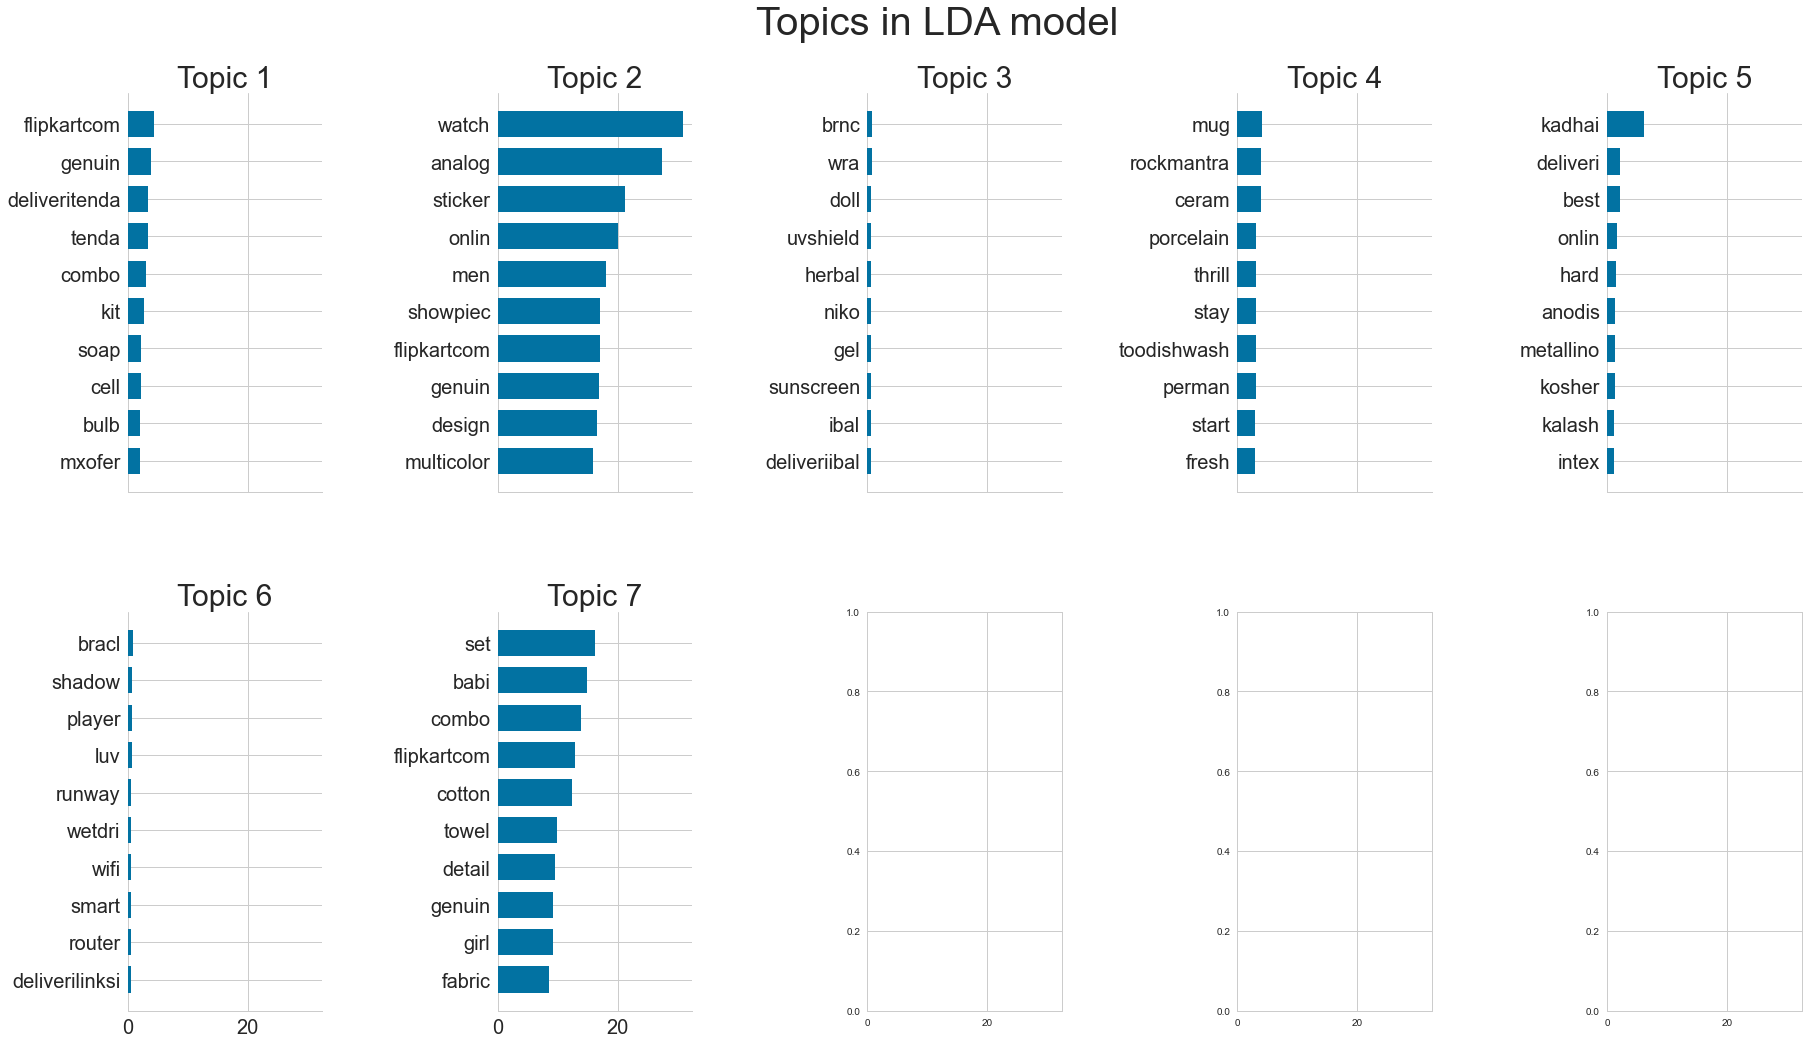 Topics in LDA model
Topic 1
flipkartcom
genuin
deliveritenda
tenda
combo
kit
soap
cell
bulb
mxofer
Topic 2
watch
analog
sticker
onlin
men
showpiec
flipkartcom
genuin
design
multicolor
Topic 3
brnc
wra
doll
uvshield
herbal
niko
gel
sunscreen
ibal
deliveriibal
Topic 4
mug
rockmantra
ceram
porcelain
thrill
stay
toodishwash
perman
start
fresh
Topic 5
kadhai
deliveri
best
onlin
hard
anodis
metallino
kosher
kalash
intex
Topic 6
bracl
shadow
player
luv
runway
wetdri
wifi
smart
router
deliverilinksi
0 20
Topic 7
set
babi
combo
flipkartcom
cotton
towel
detail
genuin
girl
fabric
0 20
1.0
0.8
0.6
0.4
0.2
0.0
0 20
1.0
0.8
0.6
0.4
0.2
0.0
0 20
1.0
0.8
0.6
0.4
0.2
0.0
0 20